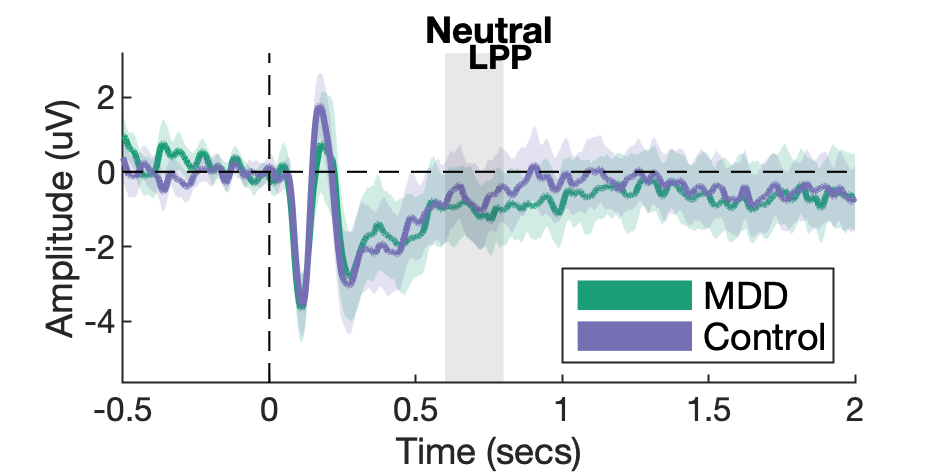 Neutral
LPP
Amplitude (uV)
2
0
-2
-4
MDD
Control
-0.5 0 0.5 1 1.5 2
Time (secs)